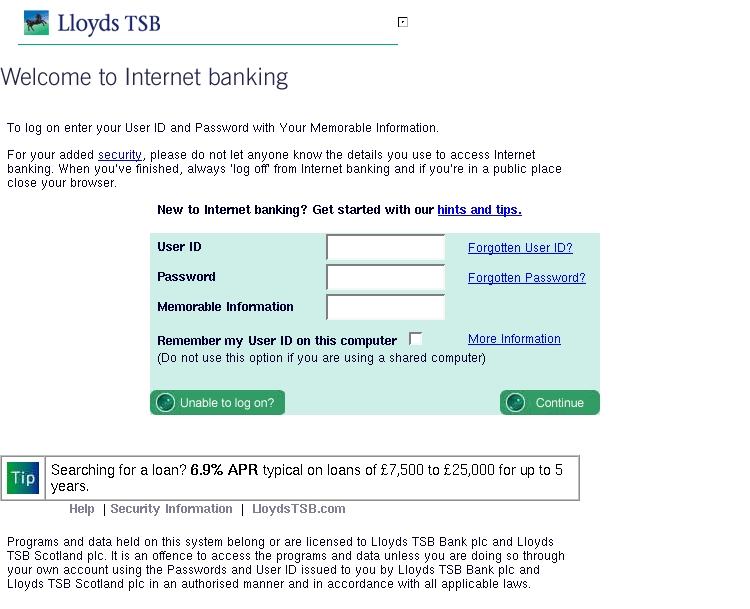 Lloyds TSB
Welcome to Internet banking
To log on enter your User ID and Password with Your Memorable Information.
For your added security, please do not let anyone know the details you use to access Internet
banking. When you've finished, always 'log off' from Internet banking and if you're in a public place
close your browser.
New to Internet banking? Get started with our hints and tips.
User ID
Forgotten User ID?
Password
Forgotten Password?
Memorable Information
Remember my User ID on this computer
More Information
(Do not use this option if you are using a shared computer)
Unable to log on?
Continue
Tip
Searching for a loan? 6.9% APR typical on loans of £7,500 to £25,000 for up to 5
years.
Help | Security Information | LloydsTSB.com
Programs and data held on this system belong or are licensed to Lloyds TSB Bank plc and Lloyds
TSB Scotland plc. It is an offence to access the programs and data unless you are doing so through
your own account using the Passwords and User ID issued to you by Lloyds TSB Bank plc and
Lloyds TSB Scotland plc in an authorised manner and in accordance with all applicable laws.